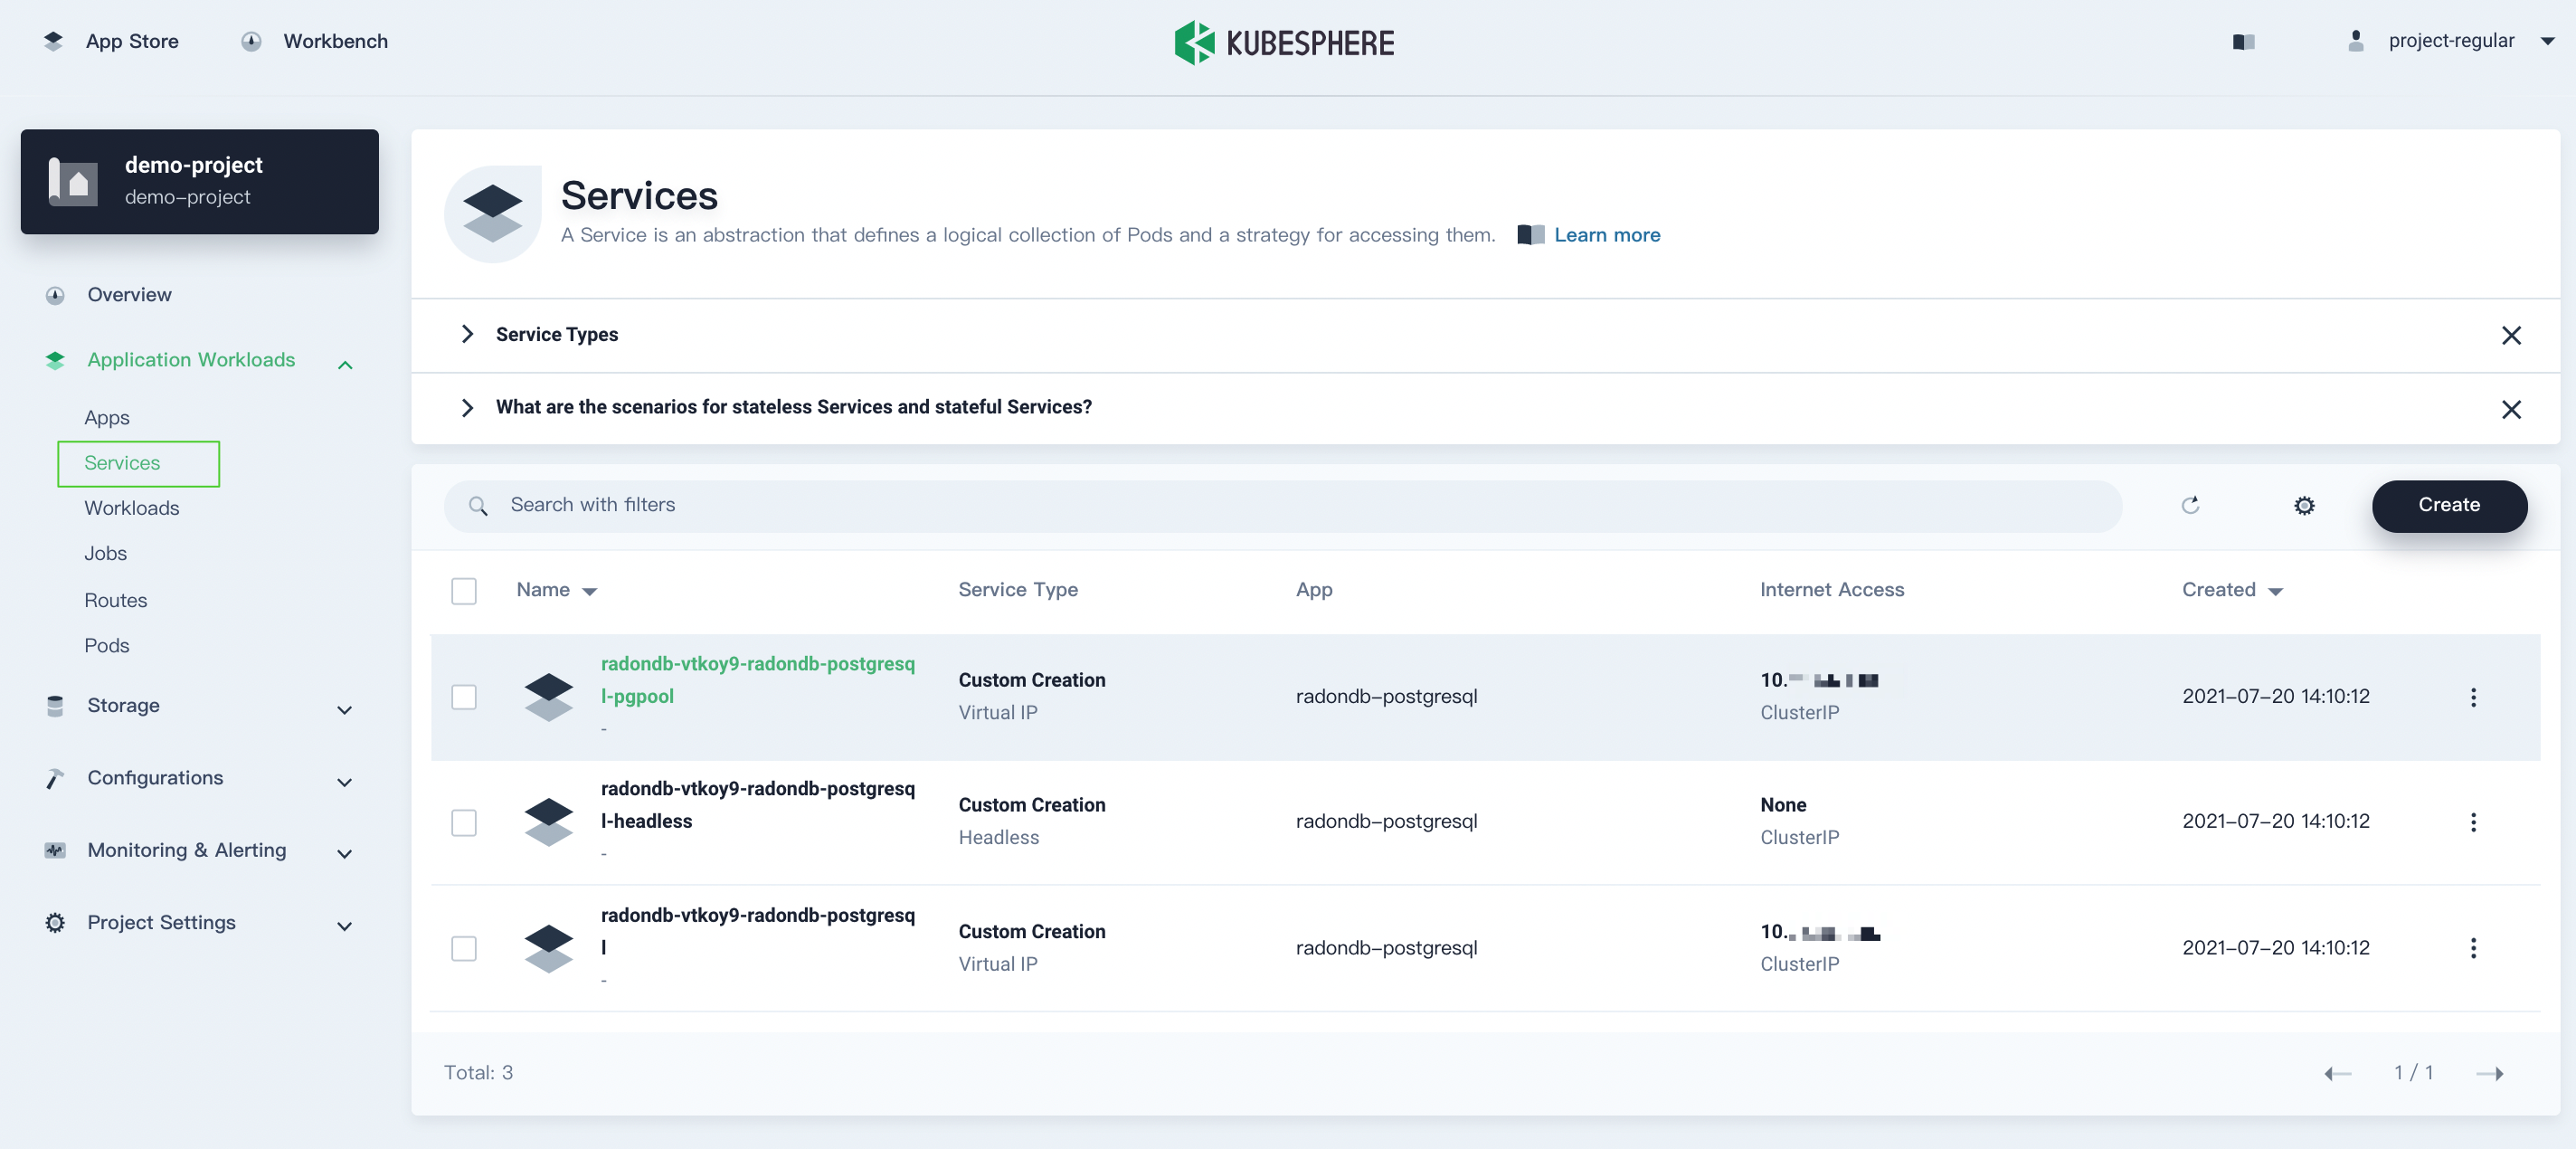 App Store
Workbench
KUBESPHERE
project-regular
demo-project
demo-project
Overview
Application Workloads
Apps
Services
Workloads
Jobs
Routes
Pods
Storage
Configurations
Monitoring & Alerting
Project Settings
Services
A Service is an abstraction that defines a logical collection of Pods and a strategy for accessing them. Learn more
Service Types
What are the scenarios for stateless Services and stateful Services?
Search with filters
Create
Name Service Type App Internet Access Created
radondb-vtkoy9-radondb-postgresq
l-pgpool
-
Custom Creation
Virtual IP
radondb-postgresql
10.
ClusterIP
2021-07-20 14:10:12
radondb-vtkoy9-radondb-postgresq
l-headless
-
Custom Creation
Headless
radondb-postgresql
None
ClusterIP
2021-07-20 14:10:12
radondb-vtkoy9-radondb-postgresq
l
-
Custom Creation
Virtual IP
radondb-postgresql
10.
ClusterIP
2021-07-20 14:10:12
Total: 3
1 / 1